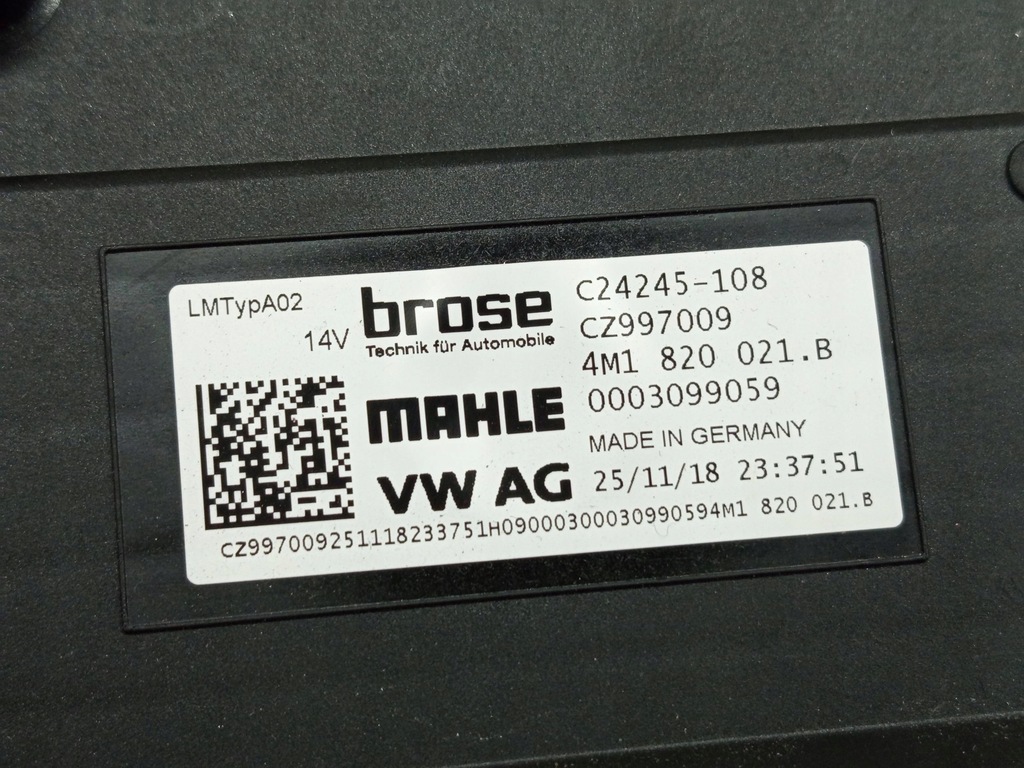 LMTypA02
14V
brose
Technik für Automobile
MAHLE
VW AG
C24245-108
CZ997009
4M1 820 021.B
0003099059
MADE IN GERMANY
25/11/18 23:37:51
CZ997009251118233751H09000300030990594M1 820 021.B